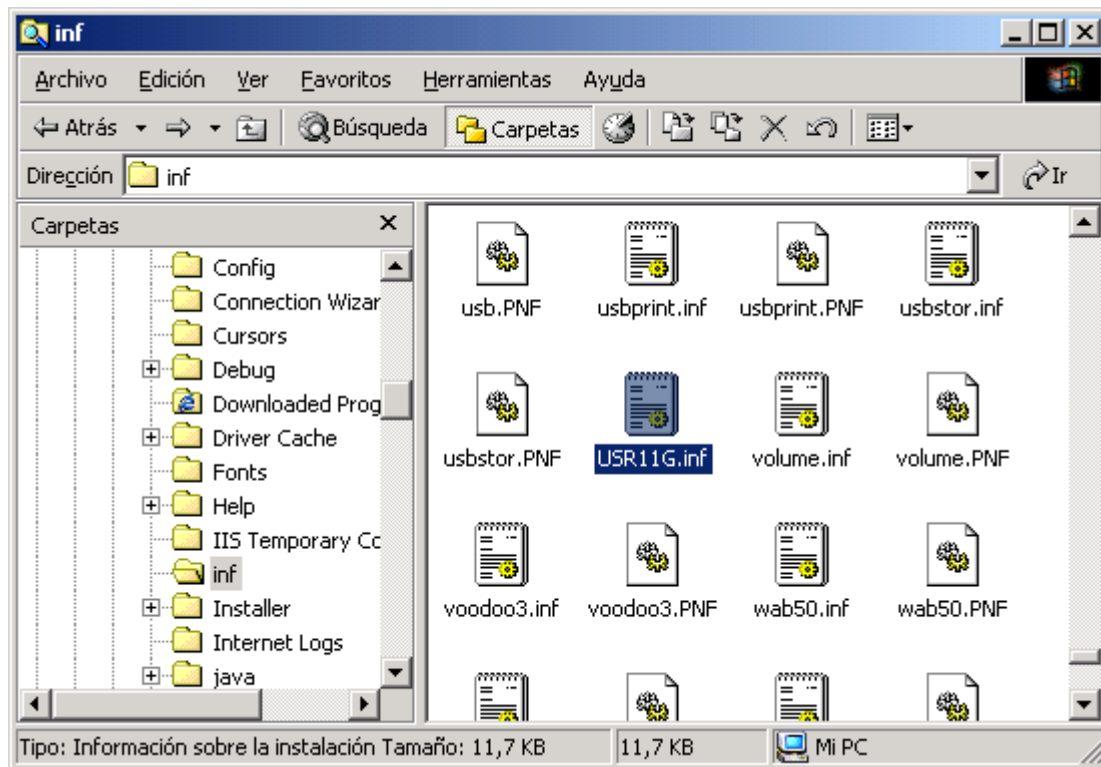 inf
Archivo Edición Ver Favoritos Herramientas Ayuda
Atrás Búsqueda Carpetas
Dirección inf Ir
Carpetas
Config
Connection Wizar
Cursors
Debug
Downloaded Prog
Driver Cache
Fonts
Help
IIS Temporary Co
inf
Installer
Internet Logs
java
usb.PNF usbprint.inf usbprint.PNF usbstor.inf
usbstor.PNF USR11G.inf volume.inf volume.PNF
voodoo3.inf voodoo3.PNF wab50.inf wab50.PNF
Tipo: Información sobre la instalación Tamaño: 11,7 KB 11,7 KB Mi PC